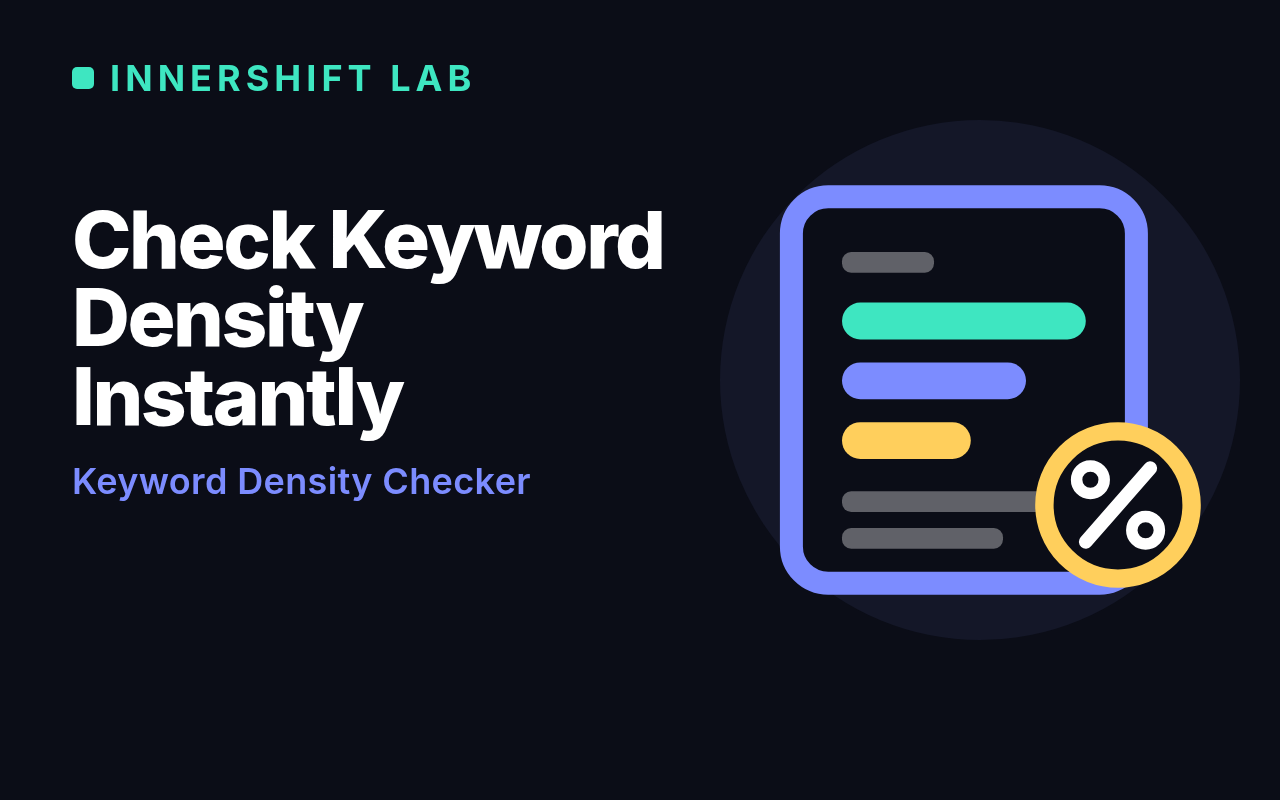 INNERSHIFT LAB
Check Keyword
Density
Instantly
Keyword Density Checker
%